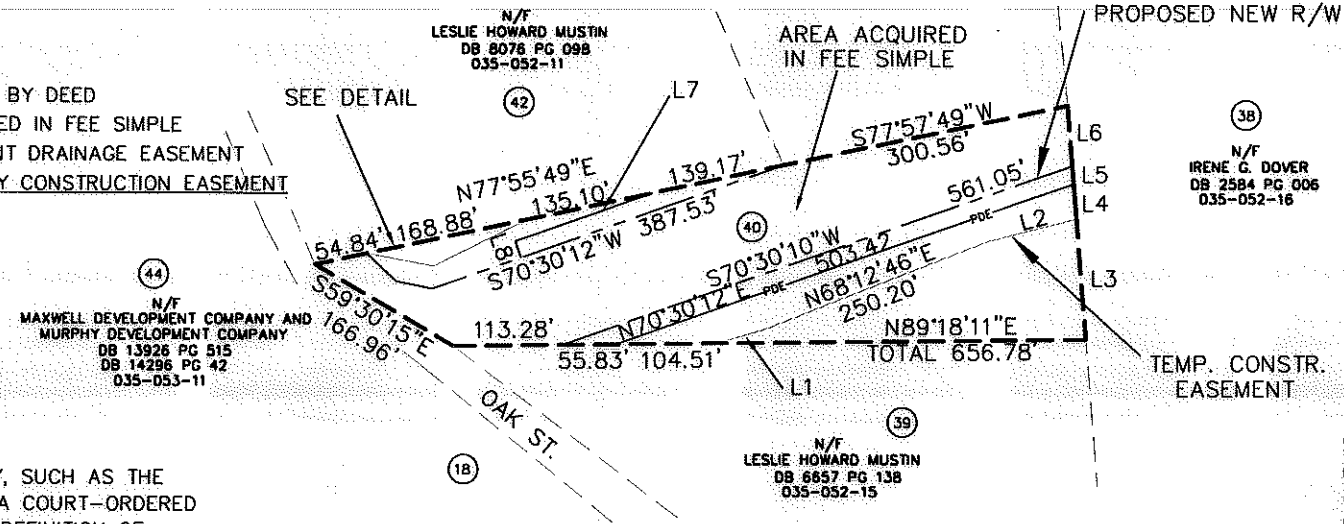 N/F
LESLIE HOWARD MUSTIN
DB 8076 PG 098
035-052-11
42
PROPOSED NEW R/W
AREA ACQUIRED
IN FEE SIMPLE
BY DEED
ED IN FEE SIMPLE
NT DRAINAGE EASEMENT
Y CONSTRUCTION EASEMENT
SEE DETAIL
L7
38
N/F
IRENE G. DOVER
DB 2584 PG 006
035-052-16
S77°57'49"W
300.56'
L6
L5
L4
L3
N77°55'49"E
139.17'
135.10'
168.88'
54.84'
L8
S70°30'12"W 387.53'
40
561.05'
S70°30'10"W
503.42
PDE
L2
N70°30'12"E
PDE
N68°12'46"E
250.20'
44
N/F
MAXWELL DEVELOPMENT COMPANY AND
MURPHY DEVELOPMENT COMPANY
DB 13926 PG 515
DB 14296 PG 42
035-053-11
S59°30'15"E
166.96'
113.28'
55.83' 104.51'
N89°18'11"E
TOTAL 656.78'
L1
TEMP. CONSTR.
EASEMENT
OAK ST.
39
N/F
LESLIE HOWARD MUSTIN
DB 6657 PG 138
035-052-15
18
Y, SUCH AS THE
A COURT-ORDERED